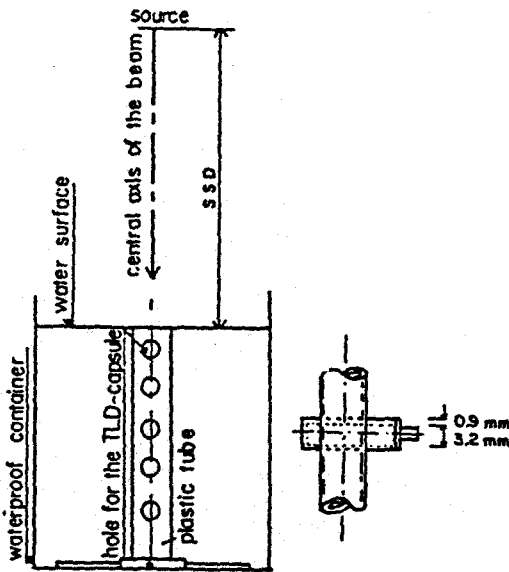 source
central axis of the beam
SSD
water surface
waterproof container
hole for the TLD-capsule
plastic tube
0.9 mm
3.2 mm